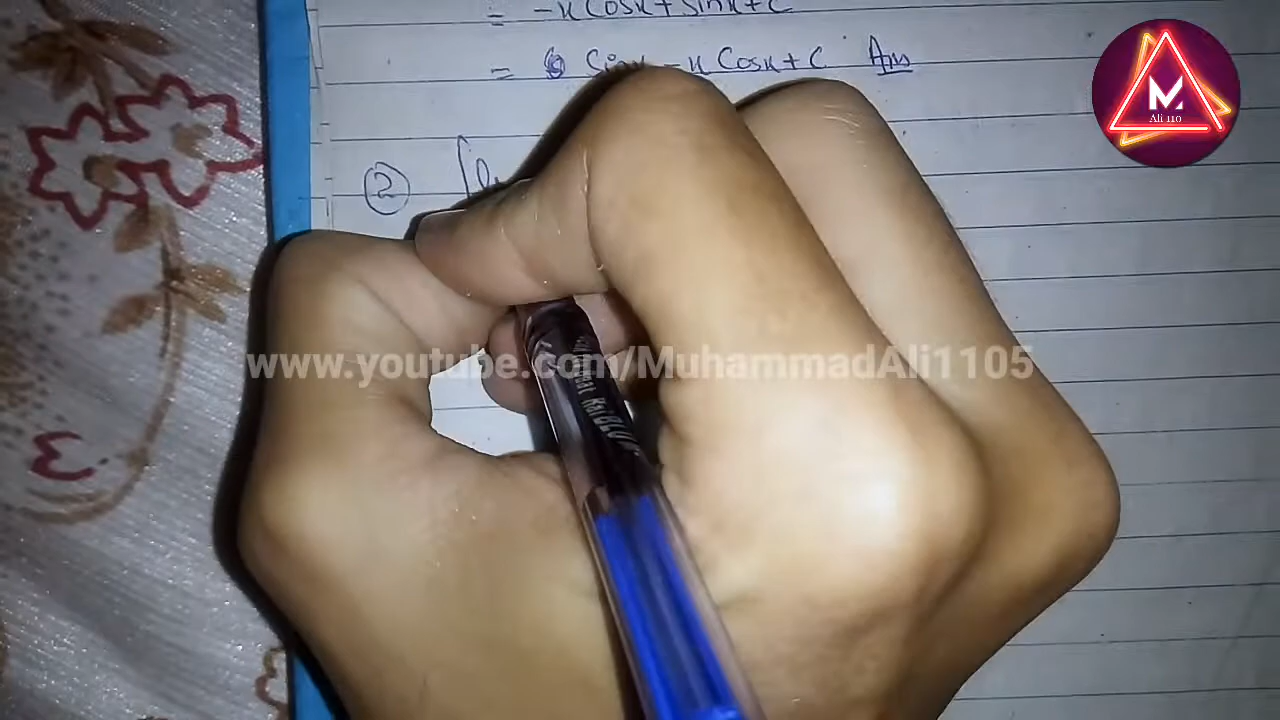 = -x Cosx + sinx + c
= Sinx - x Cosx + C Ans
M
Ali 110
②
www.youtube.com/MuhammadAli1105